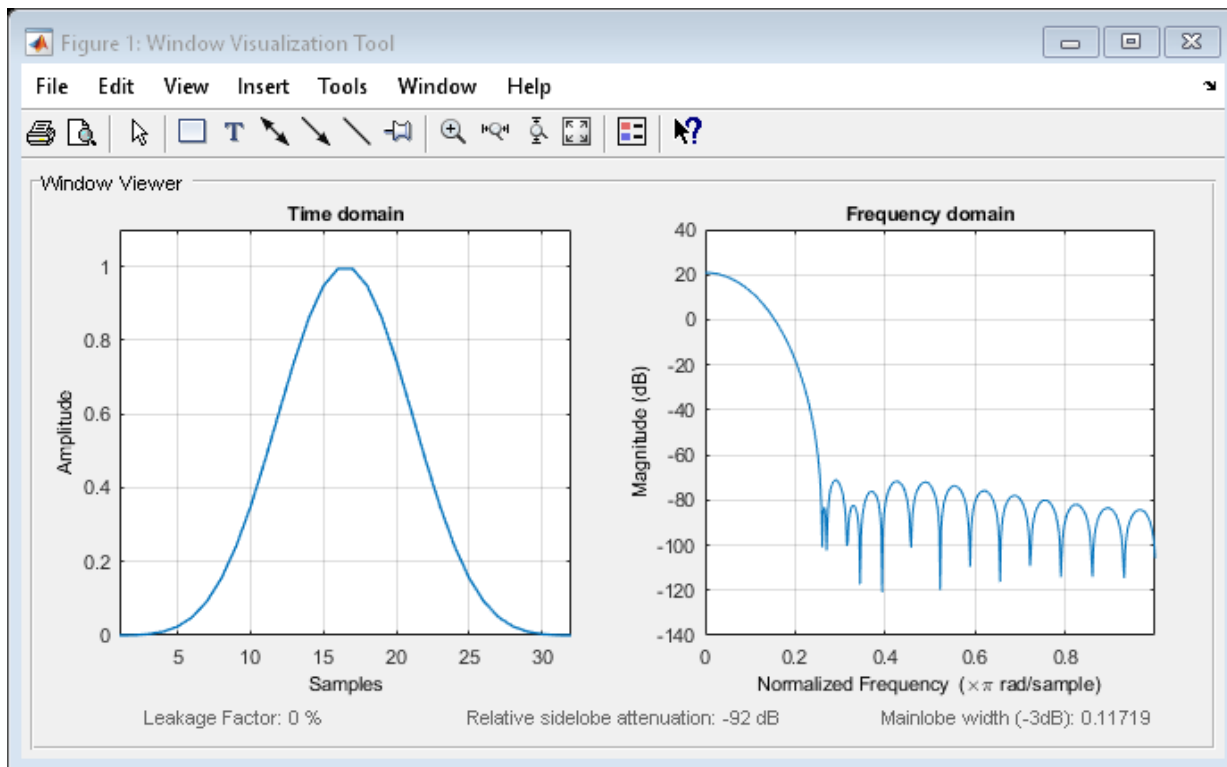 Figure 1: Window Visualization Tool
File Edit View Insert Tools Window Help
T
Window Viewer
Time domain
1
0.8
0.6
0.4
0.2
0
Amplitude
5 10 15 20 25 30
Samples
Frequency domain
40
20
0
-20
-40
-60
-80
-100
-120
-140
Magnitude (dB)
0 0.2 0.4 0.6 0.8
Normalized Frequency (×π rad/sample)
Leakage Factor: 0 % Relative sidelobe attenuation: -92 dB Mainlobe width (-3dB): 0.11719